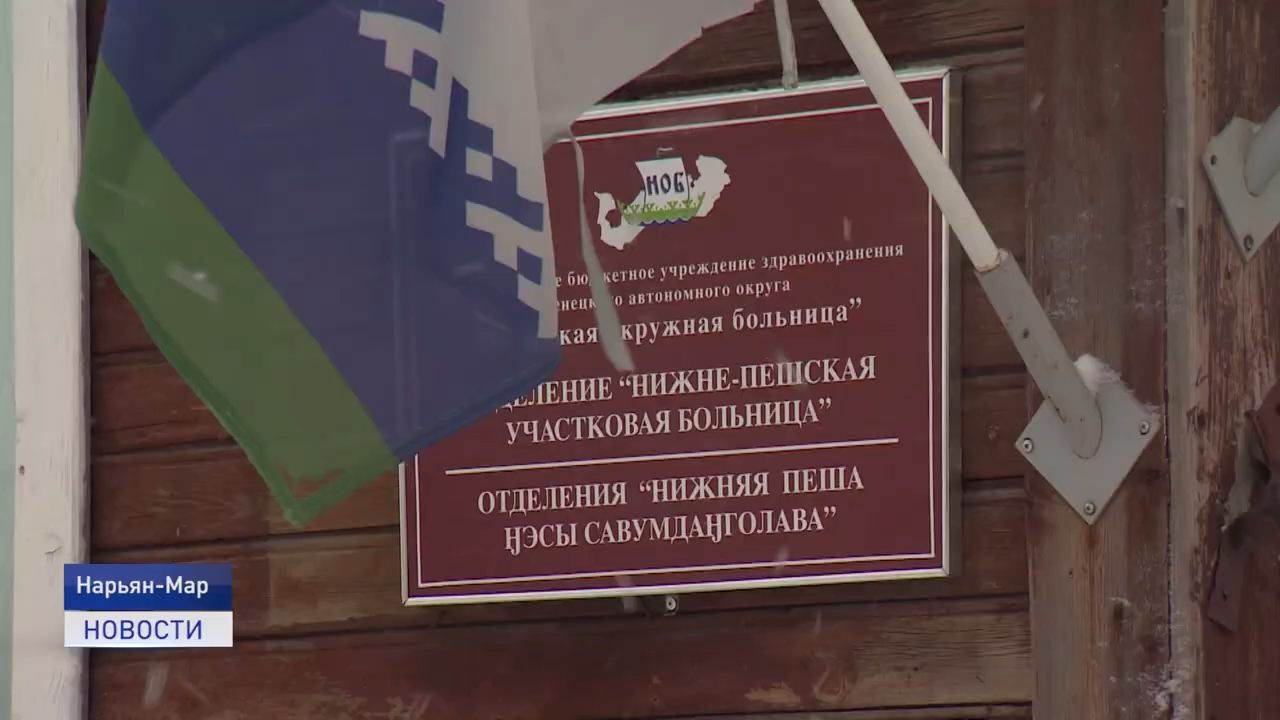 НОБ
е бюджетное учреждение здравоохранения
автономного округа
кружная больница”
“НИЖНЕ-ПЕШСКАЯ
УЧАСТКОВАЯ БОЛЬНИЦА”
ОТДЕЛЕНИЯ “НИЖНЯЯ ПЕША
ӇЭСЫ САВУМДАӇГОЛАВА”
Нарьян-Мар
НОВОСТИ